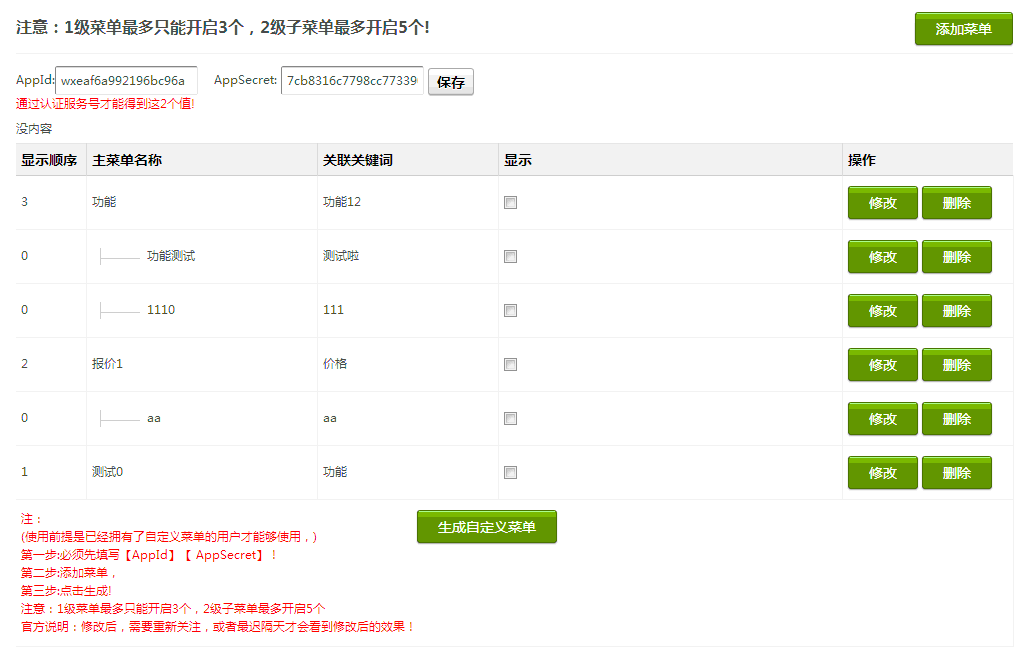 注意：1级菜单最多只能开启3个，2级子菜单最多开启5个!
添加菜单
AppId: wxeaf6a992196bc96a AppSecret: 7cb8316c7798cc77339 保存
通过认证服务号才能得到这2个值!
没内容
显示顺序 主菜单名称 关联关键词 显示 操作
3 功能 功能12 修改 删除
0 功能测试 测试啦 修改 删除
0 1110 111 修改 删除
2 报价1 价格 修改 删除
0 aa aa 修改 删除
1 测试0 功能 修改 删除
注：
(使用前提是已经拥有了自定义菜单的用户才能够使用，)
第一步:必须先填写【AppId】【 AppSecret】！
第二步:添加菜单，
第三步:点击生成!
注意：1级菜单最多只能开启3个，2级子菜单最多开启5个
官方说明：修改后，需要重新关注，或者最迟隔天才会看到修改后的效果！
生成自定义菜单